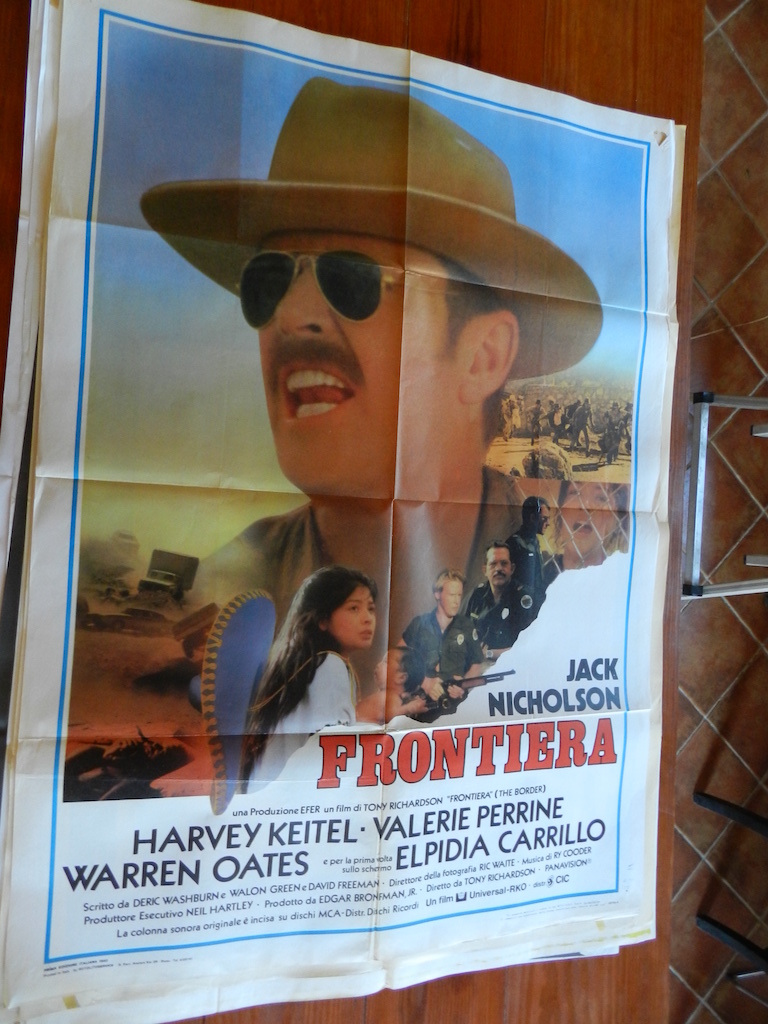 JACK
NICHOLSON
FRONTIERA
una Produzione EFER un film di TONY RICHARDSON "FRONTIERA" (THE BORDER)
HARVEY KEITEL · VALERIE PERRINE
WARREN OATES e per la prima volta sullo schermo ELPIDIA CARRILLO
Scritto da DERIC WASHBURN e WALON GREEN e DAVID FREEMAN · Direttore della fotografia RIC WAITE · Musica di RY COODER
Produttore Esecutivo NEIL HARTLEY · Prodotto da EDGAR BRONFMAN, JR. · Diretto da TONY RICHARDSON · PANAVISION®
La colonna sonora originale è incisa su dischi MCA-Distr. Dischi Ricordi Un film Universal-RKO · distr. CIC